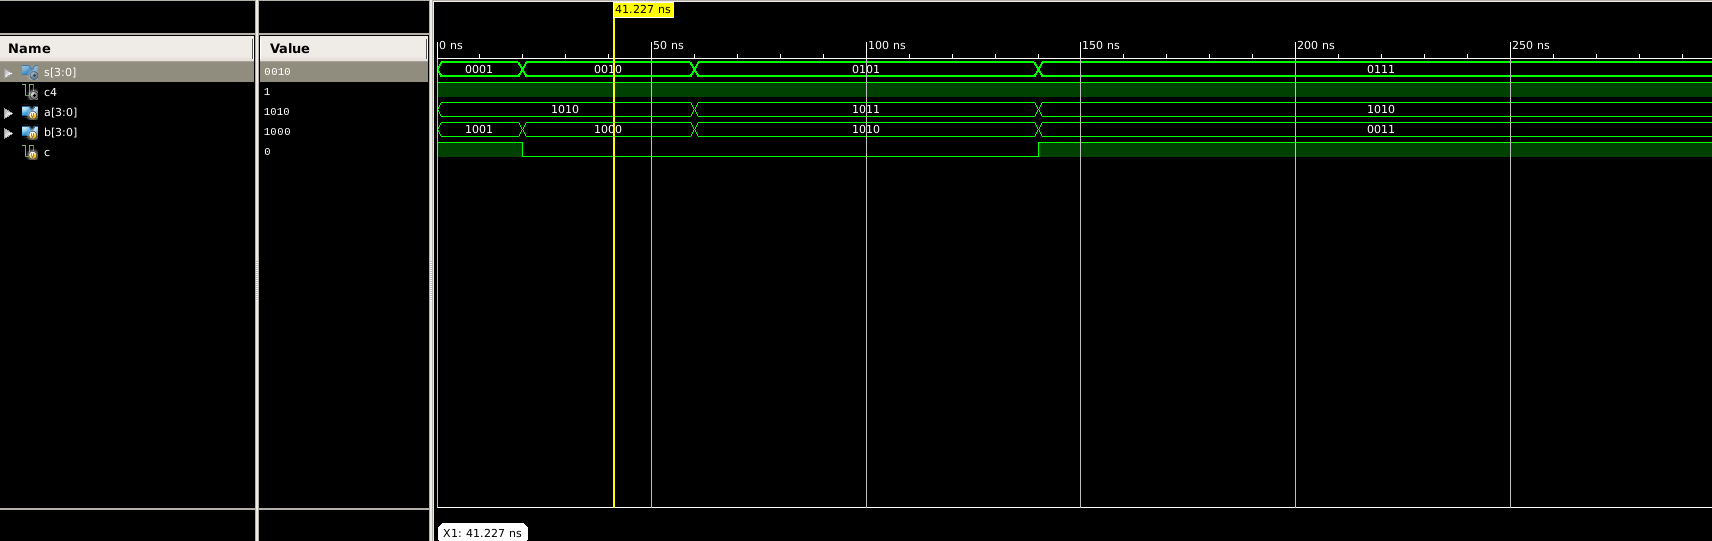 41.227 ns
Name Value 0 ns 50 ns 100 ns 150 ns 200 ns 250 ns
s[3:0] 0010 0001 0010 0101 0111
c4 1
a[3:0] 1010 1010 1011 1010
b[3:0] 1000 1001 1000 1010 0011
c 0
X1: 41.227 ns